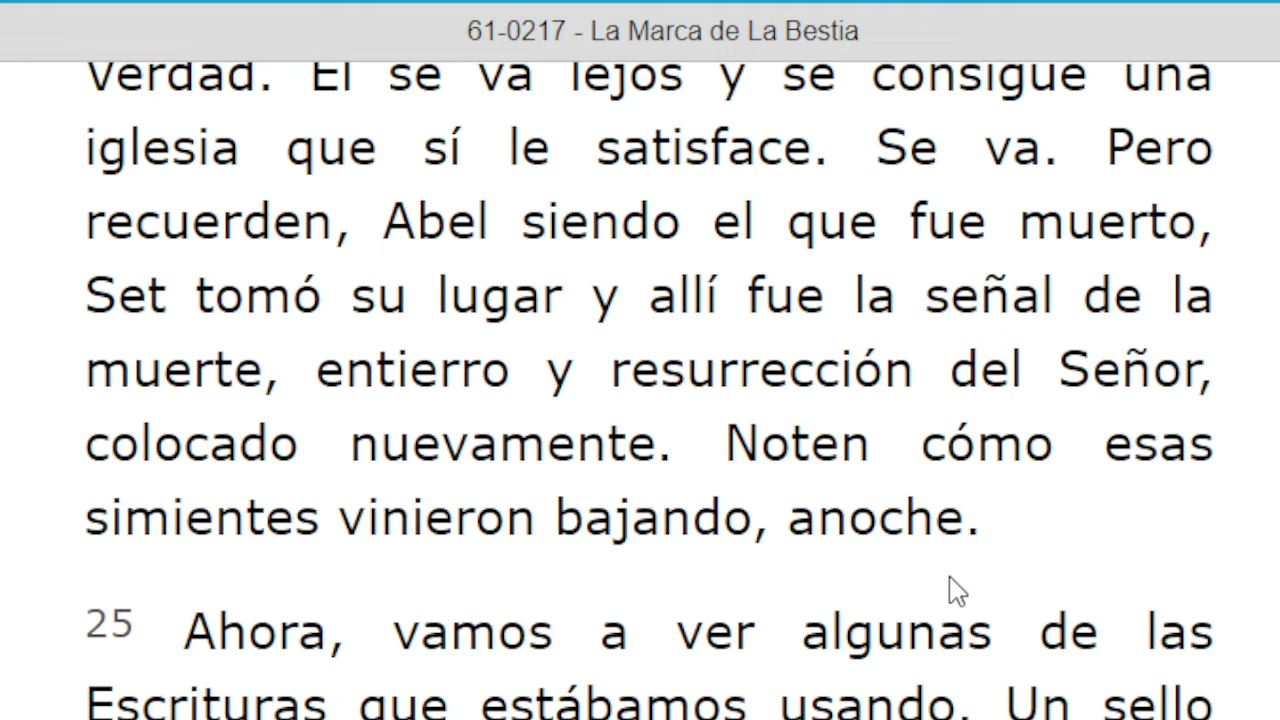 61-0217 - La Marca de La Bestia
Verdad. Él se va lejos y se consigue una
iglesia que sí le satisface. Se va. Pero
recuerden, Abel siendo el que fue muerto,
Set tomó su lugar y allí fue la señal de la
muerte, entierro y resurrección del Señor,
colocado nuevamente. Noten cómo esas
simientes vinieron bajando, anoche.
25 Ahora, vamos a ver algunas de las
Escrituras que estábamos usando. Un sello